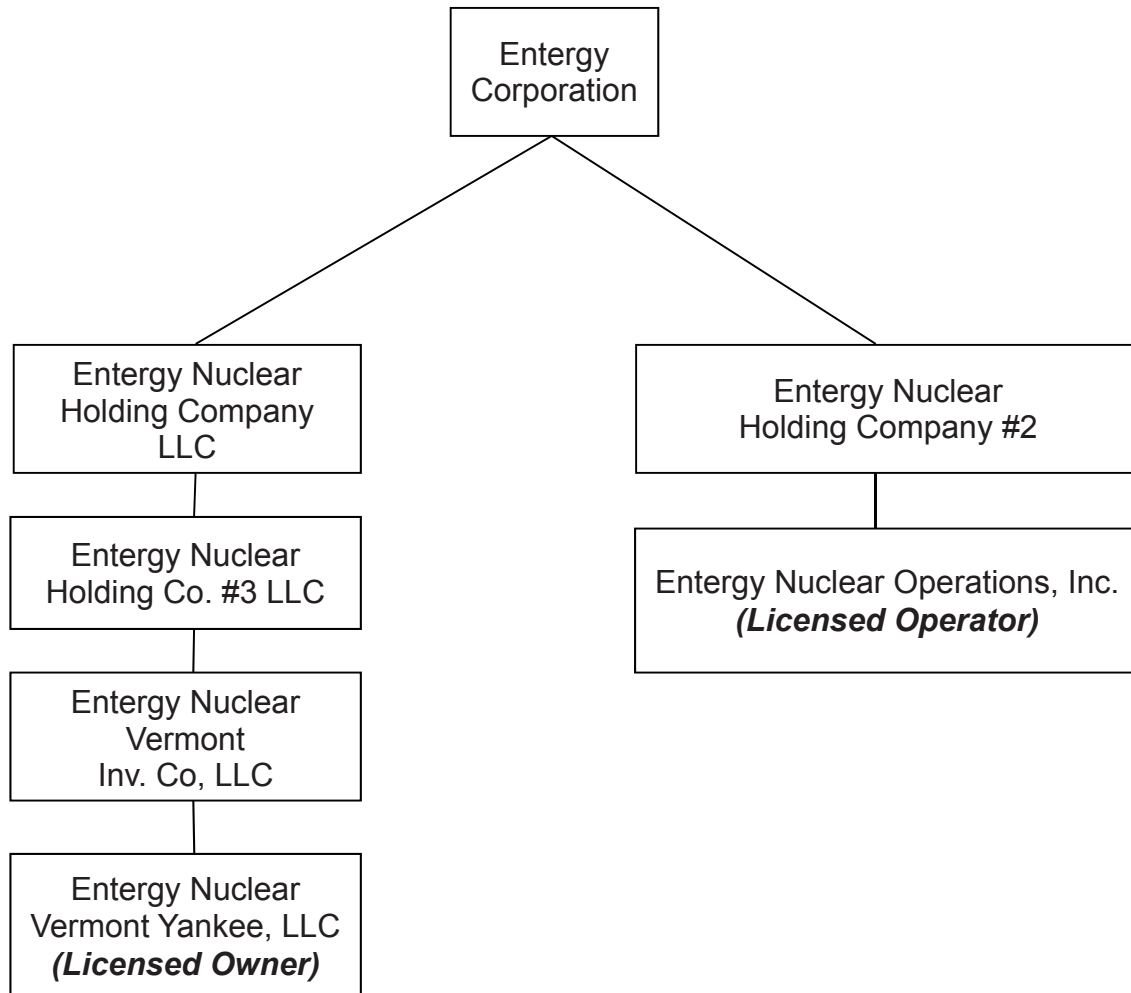 Entergy
Corporation
Entergy Nuclear
Holding Company
LLC
Entergy Nuclear
Holding Co. #3 LLC
Entergy Nuclear
Vermont
Inv. Co, LLC
Entergy Nuclear
Vermont Yankee, LLC
(Licensed Owner)
Entergy Nuclear
Holding Company #2
Entergy Nuclear Operations, Inc.
(Licensed Operator)